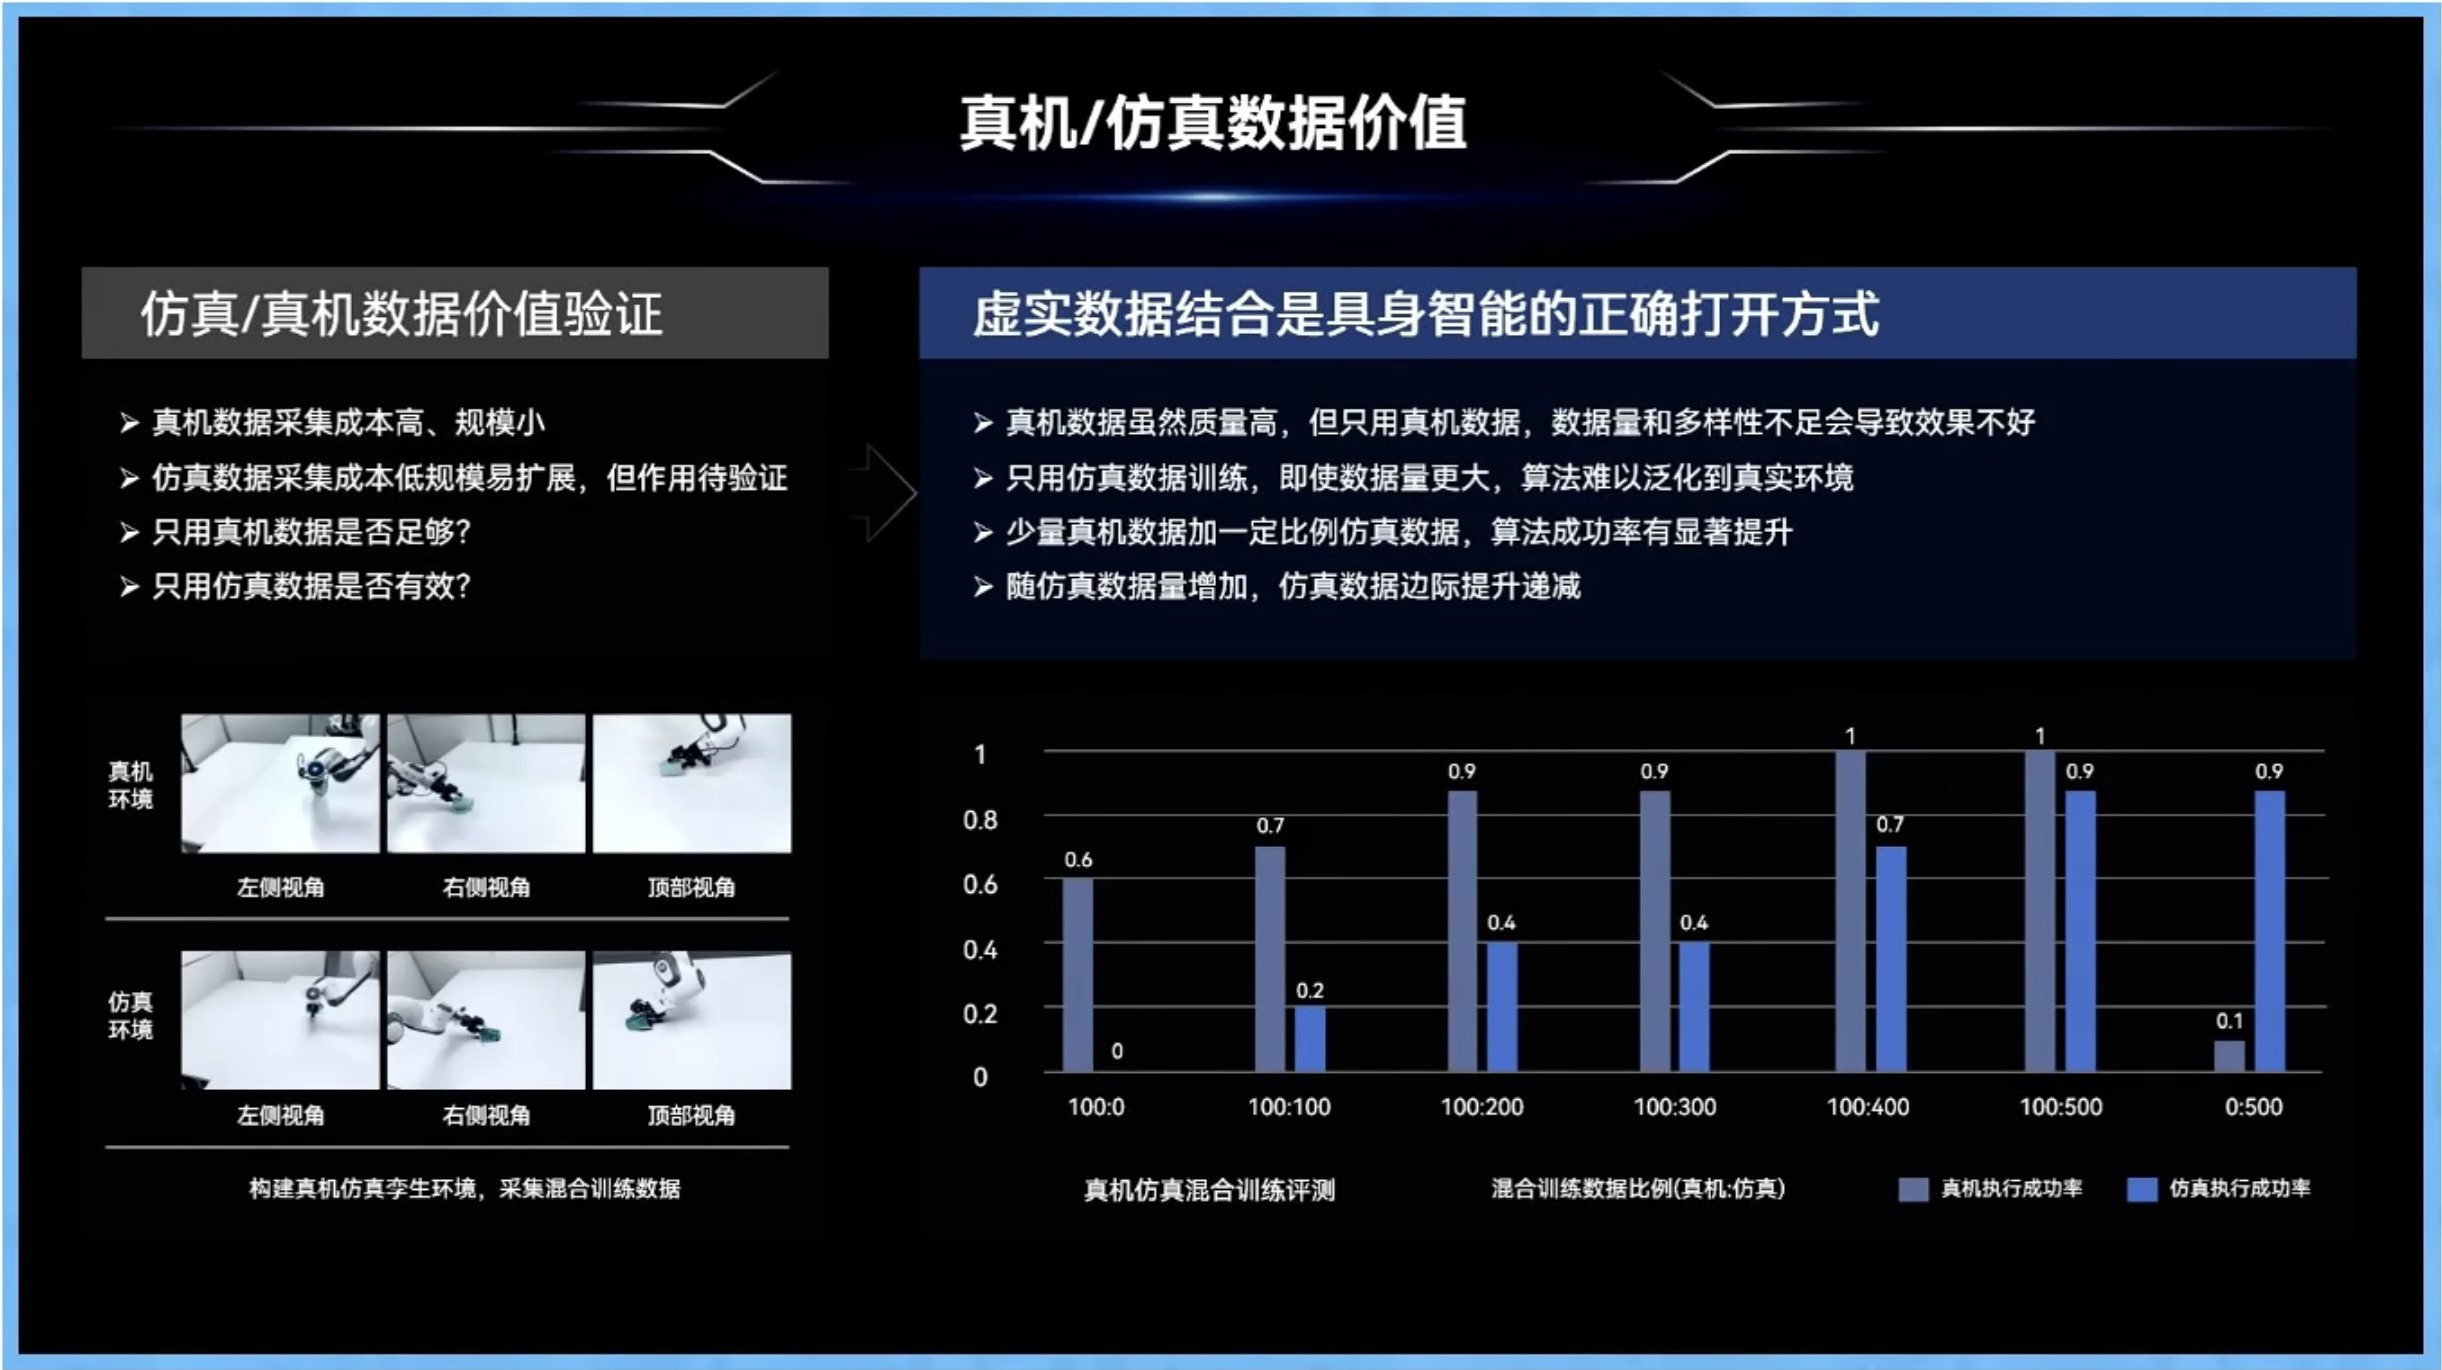 真机/仿真数据价值
仿真/真机数据价值验证
➢ 真机数据采集成本高、规模小
➢ 仿真数据采集成本低规模易扩展，但作用待验证
➢ 只用真机数据是否足够？
➢ 只用仿真数据是否有效？
虚实数据结合是具身智能的正确打开方式
➢ 真机数据虽然质量高，但只用真机数据，数据量和多样性不足会导致效果不好
➢ 只用仿真数据训练，即使数据量更大，算法难以泛化到真实环境
➢ 少量真机数据加一定比例仿真数据，算法成功率有显著提升
➢ 随仿真数据量增加，仿真数据边际提升递减
真机
环境
左侧视角 右侧视角 顶部视角
仿真
环境
左侧视角 右侧视角 顶部视角
构建真机仿真孪生环境，采集混合训练数据
1
0.8
0.6
0.4
0.2
0
0.6 0
0.7 0.2
0.9 0.4
0.9 0.4
1 0.7
1 0.9
0.1 0.9
100:0 100:100 100:200 100:300 100:400 100:500 0:500
真机仿真混合训练评测 混合训练数据比例(真机:仿真) 真机执行成功率 仿真执行成功率